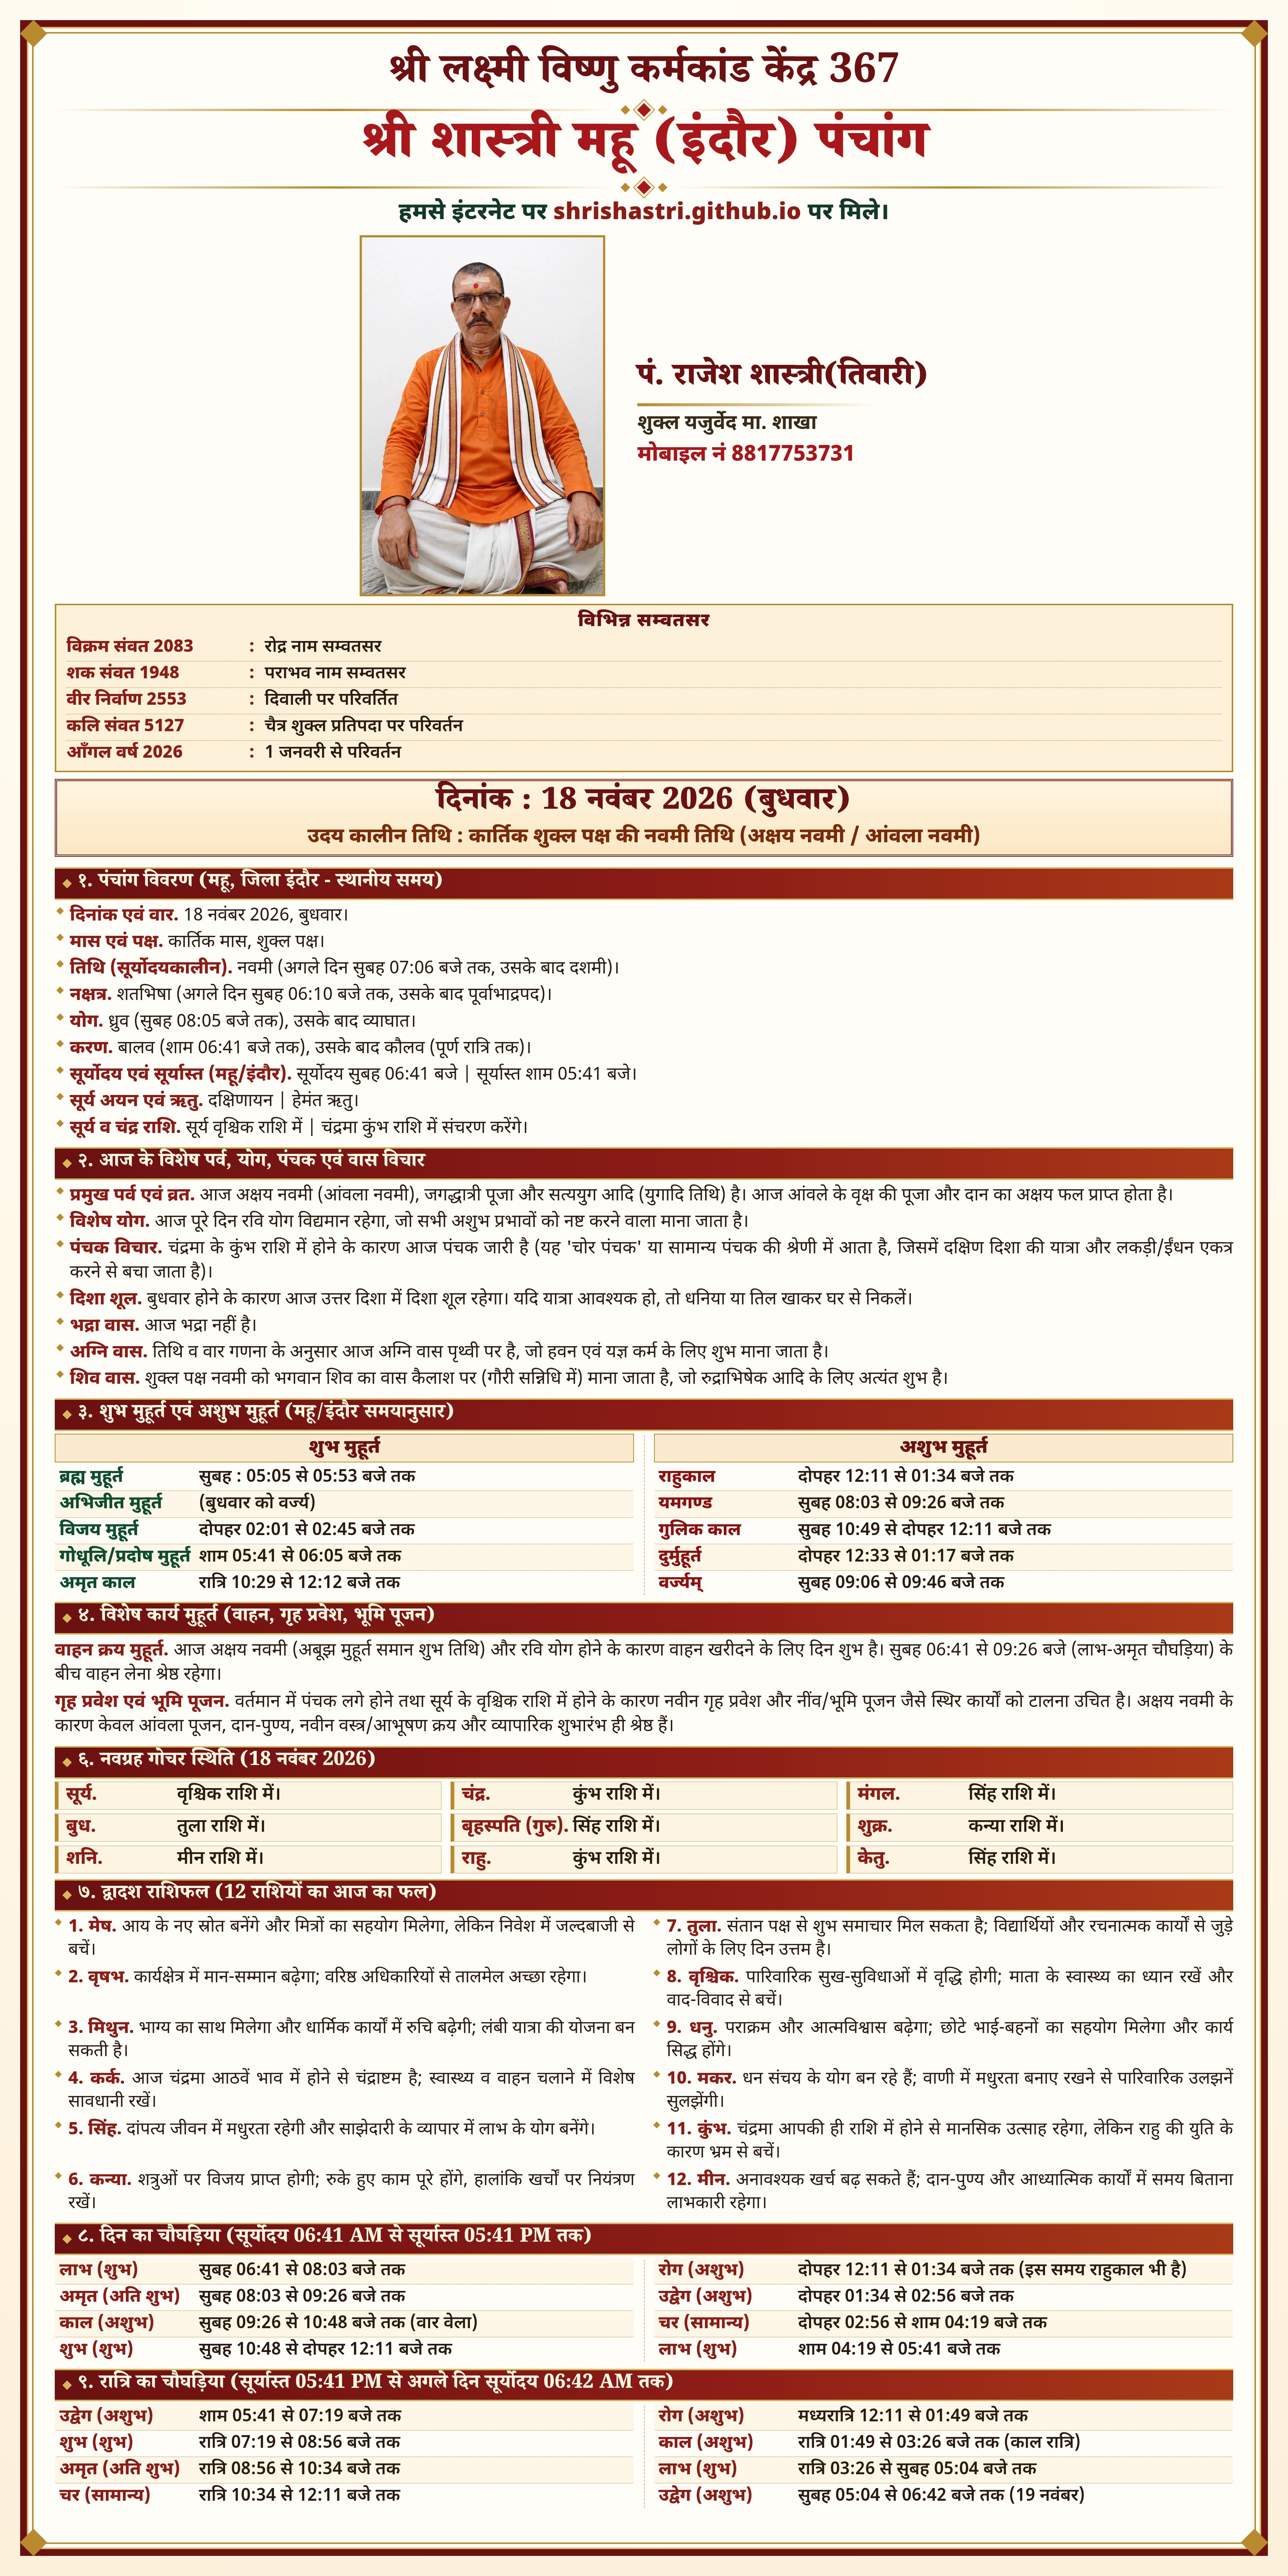 श्री लक्ष्मी विष्णु कर्मकांड केंद्र 367
श्री शास्त्री महू (इंदौर) पंचांग
हमसे इंटरनेट पर shrishastri.github.io पर मिले।
पं. राजेश शास्त्री(तिवारी)
शुक्ल यजुर्वेद मा. शाखा
मोबाइल नं 8817753731
विभिन्न सम्वतसर
विक्रम संवत 2083 : रोद्र नाम सम्वतसर
शक संवत 1948 : पराभव नाम सम्वतसर
वीर निर्वाण 2553 : दिवाली पर परिवर्तित
कलि संवत 5127 : चैत्र शुक्ल प्रतिपदा पर परिवर्तन
आँगल वर्ष 2026 : 1 जनवरी से परिवर्तन
दिनांक : 18 नवंबर 2026 (बुधवार)
उदय कालीन तिथि : कार्तिक शुक्ल पक्ष की नवमी तिथि (अक्षय नवमी / आंवला नवमी)
१. पंचांग विवरण (महू, जिला इंदौर - स्थानीय समय)
दिनांक एवं वार. 18 नवंबर 2026, बुधवार।
मास एवं पक्ष. कार्तिक मास, शुक्ल पक्ष।
तिथि (सूर्योदयकालीन). नवमी (अगले दिन सुबह 07:06 बजे तक, उसके बाद दशमी)।
नक्षत्र. शतभिषा (अगले दिन सुबह 06:10 बजे तक, उसके बाद पूर्वाभाद्रपद)।
योग. ध्रुव (सुबह 08:05 बजे तक), उसके बाद व्याघात।
करण. बालव (शाम 06:41 बजे तक), उसके बाद कौलव (पूर्ण रात्रि तक)।
सूर्योदय एवं सूर्यास्त (महू/इंदौर). सूर्योदय सुबह 06:41 बजे | सूर्यास्त शाम 05:41 बजे।
सूर्य अयन एवं ऋतु. दक्षिणायन | हेमंत ऋतु।
सूर्य व चंद्र राशि. सूर्य वृश्चिक राशि में | चंद्रमा कुंभ राशि में संचरण करेंगे।
२. आज के विशेष पर्व, योग, पंचक एवं वास विचार
प्रमुख पर्व एवं व्रत. आज अक्षय नवमी (आंवला नवमी), जगद्धात्री पूजा और सत्ययुग आदि (युगादि तिथि) है। आज आंवले के वृक्ष की पूजा और दान का अक्षय फल प्राप्त होता है।
विशेष योग. आज पूरे दिन रवि योग विद्यमान रहेगा, जो सभी अशुभ प्रभावों को नष्ट करने वाला माना जाता है।
पंचक विचार. चंद्रमा के कुंभ राशि में होने के कारण आज पंचक जारी है (यह 'चोर पंचक' या सामान्य पंचक की श्रेणी में आता है, जिसमें दक्षिण दिशा की यात्रा और लकड़ी/ईंधन एकत्र
करने से बचा जाता है)।
दिशा शूल. बुधवार होने के कारण आज उत्तर दिशा में दिशा शूल रहेगा। यदि यात्रा आवश्यक हो, तो धनिया या तिल खाकर घर से निकलें।
भद्रा वास. आज भद्रा नहीं है।
अग्नि वास. तिथि व वार गणना के अनुसार आज अग्नि वास पृथ्वी पर है, जो हवन एवं यज्ञ कर्म के लिए शुभ माना जाता है।
शिव वास. शुक्ल पक्ष नवमी को भगवान शिव का वास कैलाश पर (गौरी सन्निधि में) माना जाता है, जो रुद्राभिषेक आदि के लिए अत्यंत शुभ है।
३. शुभ मुहूर्त एवं अशुभ मुहूर्त (महू/इंदौर समयानुसार)
शुभ मुहूर्त
ब्रह्म मुहूर्त सुबह : 05:05 से 05:53 बजे तक
अभिजीत मुहूर्त (बुधवार को वर्ज्य)
विजय मुहूर्त दोपहर 02:01 से 02:45 बजे तक
गोधूलि/प्रदोष मुहूर्त शाम 05:41 से 06:05 बजे तक
अमृत काल रात्रि 10:29 से 12:12 बजे तक
अशुभ मुहूर्त
राहुकाल दोपहर 12:11 से 01:34 बजे तक
यमगण्ड सुबह 08:03 से 09:26 बजे तक
गुलिक काल सुबह 10:49 से दोपहर 12:11 बजे तक
दुर्मुहूर्त दोपहर 12:33 से 01:17 बजे तक
वर्ज्यम् सुबह 09:06 से 09:46 बजे तक
४. विशेष कार्य मुहूर्त (वाहन, गृह प्रवेश, भूमि पूजन)
वाहन क्रय मुहूर्त. आज अक्षय नवमी (अबूझ मुहूर्त समान शुभ तिथि) और रवि योग होने के कारण वाहन खरीदने के लिए दिन शुभ है। सुबह 06:41 से 09:26 बजे (लाभ-अमृत चौघड़िया) के
बीच वाहन लेना श्रेष्ठ रहेगा।
गृह प्रवेश एवं भूमि पूजन. वर्तमान में पंचक लगे होने तथा सूर्य के वृश्चिक राशि में होने के कारण नवीन गृह प्रवेश और नींव/भूमि पूजन जैसे स्थिर कार्यों को टालना उचित है। अक्षय नवमी के
कारण केवल आंवला पूजन, दान-पुण्य, नवीन वस्त्र/आभूषण क्रय और व्यापारिक शुभारंभ ही श्रेष्ठ हैं।
६. नवग्रह गोचर स्थिति (18 नवंबर 2026)
सूर्य. वृश्चिक राशि में। चंद्र. कुंभ राशि में। मंगल. सिंह राशि में।
बुध. तुला राशि में। बृहस्पति (गुरु). सिंह राशि में। शुक्र. कन्या राशि में।
शनि. मीन राशि में। राहु. कुंभ राशि में। केतु. सिंह राशि में।
७. द्वादश राशिफल (12 राशियों का आज का फल)
1. मेष. आय के नए स्रोत बनेंगे और मित्रों का सहयोग मिलेगा, लेकिन निवेश में जल्दबाजी से
बचें।
2. वृषभ. कार्यक्षेत्र में मान-सम्मान बढ़ेगा; वरिष्ठ अधिकारियों से तालमेल अच्छा रहेगा।
3. मिथुन. भाग्य का साथ मिलेगा और धार्मिक कार्यों में रुचि बढ़ेगी; लंबी यात्रा की योजना बन
सकती है।
4. कर्क. आज चंद्रमा आठवें भाव में होने से चंद्राष्टम है; स्वास्थ्य व वाहन चलाने में विशेष
सावधानी रखें।
5. सिंह. दांपत्य जीवन में मधुरता रहेगी और साझेदारी के व्यापार में लाभ के योग बनेंगे।
6. कन्या. शत्रुओं पर विजय प्राप्त होगी; रुके हुए काम पूरे होंगे, हालांकि खर्चों पर नियंत्रण
रखें।
7. तुला. संतान पक्ष से शुभ समाचार मिल सकता है; विद्यार्थियों और रचनात्मक कार्यों से जुड़े
लोगों के लिए दिन उत्तम है।
8. वृश्चिक. पारिवारिक सुख-सुविधाओं में वृद्धि होगी; माता के स्वास्थ्य का ध्यान रखें और
वाद-विवाद से बचें।
9. धनु. पराक्रम और आत्मविश्वास बढ़ेगा; छोटे भाई-बहनों का सहयोग मिलेगा और कार्य
सिद्ध होंगे।
10. मकर. धन संचय के योग बन रहे हैं; वाणी में मधुरता बनाए रखने से पारिवारिक उलझनें
सुलझेंगी।
11. कुंभ. चंद्रमा आपकी ही राशि में होने से मानसिक उत्साह रहेगा, लेकिन राहु की युति के
कारण भ्रम से बचें।
12. मीन. अनावश्यक खर्च बढ़ सकते हैं; दान-पुण्य और आध्यात्मिक कार्यों में समय बिताना
लाभकारी रहेगा।
८. दिन का चौघड़िया (सूर्योदय 06:41 AM से सूर्यास्त 05:41 PM तक)
लाभ (शुभ) सुबह 06:41 से 08:03 बजे तक
अमृत (अति शुभ) सुबह 08:03 से 09:26 बजे तक
काल (अशुभ) सुबह 09:26 से 10:48 बजे तक (वार वेला)
शुभ (शुभ) सुबह 10:48 से दोपहर 12:11 बजे तक
रोग (अशुभ) दोपहर 12:11 से 01:34 बजे तक (इस समय राहुकाल भी है)
उद्वेग (अशुभ) दोपहर 01:34 से 02:56 बजे तक
चर (सामान्य) दोपहर 02:56 से शाम 04:19 बजे तक
लाभ (शुभ) शाम 04:19 से 05:41 बजे तक
९. रात्रि का चौघड़िया (सूर्यास्त 05:41 PM से अगले दिन सूर्योदय 06:42 AM तक)
उद्वेग (अशुभ) शाम 05:41 से 07:19 बजे तक
शुभ (शुभ) रात्रि 07:19 से 08:56 बजे तक
अमृत (अति शुभ) रात्रि 08:56 से 10:34 बजे तक
चर (सामान्य) रात्रि 10:34 से 12:11 बजे तक
रोग (अशुभ) मध्यरात्रि 12:11 से 01:49 बजे तक
काल (अशुभ) रात्रि 01:49 से 03:26 बजे तक (काल रात्रि)
लाभ (शुभ) रात्रि 03:26 से सुबह 05:04 बजे तक
उद्वेग (अशुभ) सुबह 05:04 से 06:42 बजे तक (19 नवंबर)